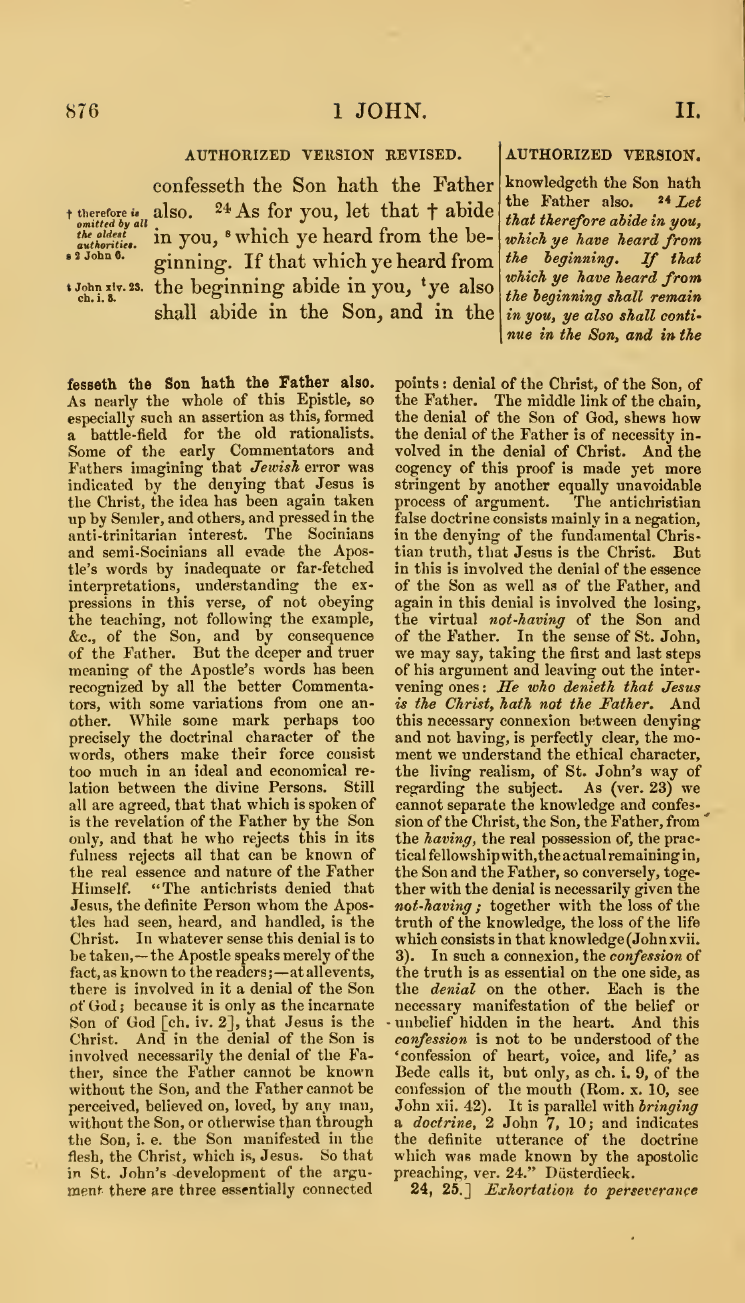 876
1 JOHN.
II.
AUTHORIZED VERSION REVISED.
confesseth the Son hath the Father
also. 24 As for you, let that † abide
in you, s which ye heard from the be-
ginning. If that which ye heard from
the beginning abide in you, t ye also
shall abide in the Son, and in the
† therefore is
omitted by all
the oldest
authorities.
s 2 John 6.
t John xiv. 23.
ch. i. 3.
AUTHORIZED VERSION.
knowledgeth the Son hath
the Father also. 24 Let
that therefore abide in you,
which ye have heard from
the beginning. If that
which ye have heard from
the beginning shall remain
in you, ye also shall conti-
nue in the Son, and in the
fesseth the Son hath the Father also.
As nearly the whole of this Epistle, so
especially such an assertion as this, formed
a battle-field for the old rationalists.
Some of the early Commentators and
Fathers imagining that Jewish error was
indicated by the denying that Jesus is
the Christ, the idea has been again taken
up by Semler, and others, and pressed in the
anti-trinitarian interest. The Socinians
and semi-Socinians all evade the Apos-
tle's words by inadequate or far-fetched
interpretations, understanding the ex-
pressions in this verse, of not obeying
the teaching, not following the example,
&c., of the Son, and by consequence
of the Father. But the deeper and truer
meaning of the Apostle's words has been
recognized by all the better Commenta-
tors, with some variations from one an-
other. While some mark perhaps too
precisely the doctrinal character of the
words, others make their force consist
too much in an ideal and economical re-
lation between the divine Persons. Still
all are agreed, that that which is spoken of
is the revelation of the Father by the Son
only, and that he who rejects this in its
fulness rejects all that can be known of
the real essence and nature of the Father
Himself. "The antichrists denied that
Jesus, the definite Person whom the Apos-
tles had seen, heard, and handled, is the
Christ. In whatever sense this denial is to
be taken,—the Apostle speaks merely of the
fact, as known to the readers;—at all events,
there is involved in it a denial of the Son
of God; because it is only as the incarnate
Son of God [ch. iv. 2], that Jesus is the
Christ. And in the denial of the Son is
involved necessarily the denial of the Fa-
ther, since the Father cannot be known
without the Son, and the Father cannot be
perceived, believed on, loved, by any man,
without the Son, or otherwise than through
the Son, i. e. the Son manifested in the
flesh, the Christ, which is, Jesus. So that
in St. John's development of the argu-
ment there are three essentially connected
points: denial of the Christ, of the Son, of
the Father. The middle link of the chain,
the denial of the Son of God, shews how
the denial of the Father is of necessity in-
volved in the denial of Christ. And the
cogency of this proof is made yet more
stringent by another equally unavoidable
process of argument. The antichristian
false doctrine consists mainly in a negation,
in the denying of the fundamental Chris-
tian truth, that Jesus is the Christ. But
in this is involved the denial of the essence
of the Son as well as of the Father, and
again in this denial is involved the losing,
the virtual not-having of the Son and
of the Father. In the sense of St. John,
we may say, taking the first and last steps
of his argument and leaving out the inter-
vening ones: He who denieth that Jesus
is the Christ, hath not the Father. And
this necessary connexion between denying
and not having, is perfectly clear, the mo-
ment we understand the ethical character,
the living realism, of St. John's way of
regarding the subject. As (ver. 23) we
cannot separate the knowledge and confes-
sion of the Christ, the Son, the Father, from
the having, the real possession of, the prac-
tical fellowship with, the actual remaining in,
the Son and the Father, so conversely, toge-
ther with the denial is necessarily given the
not-having; together with the loss of the
truth of the knowledge, the loss of the life
which consists in that knowledge (John xvii.
3). In such a connexion, the confession of
the truth is as essential on the one side, as
the denial on the other. Each is the
necessary manifestation of the belief or
unbelief hidden in the heart. And this
confession is not to be understood of the
'confession of heart, voice, and life,' as
Bede calls it, but only, as ch. i. 9, of the
confession of the mouth (Rom. x. 10, see
John xii. 42). It is parallel with bringing
a doctrine, 2 John 7, 10; and indicates
the definite utterance of the doctrine
which was made known by the apostolic
preaching, ver. 24." Düsterdieck.
24, 25.] Exhortation to perseverance